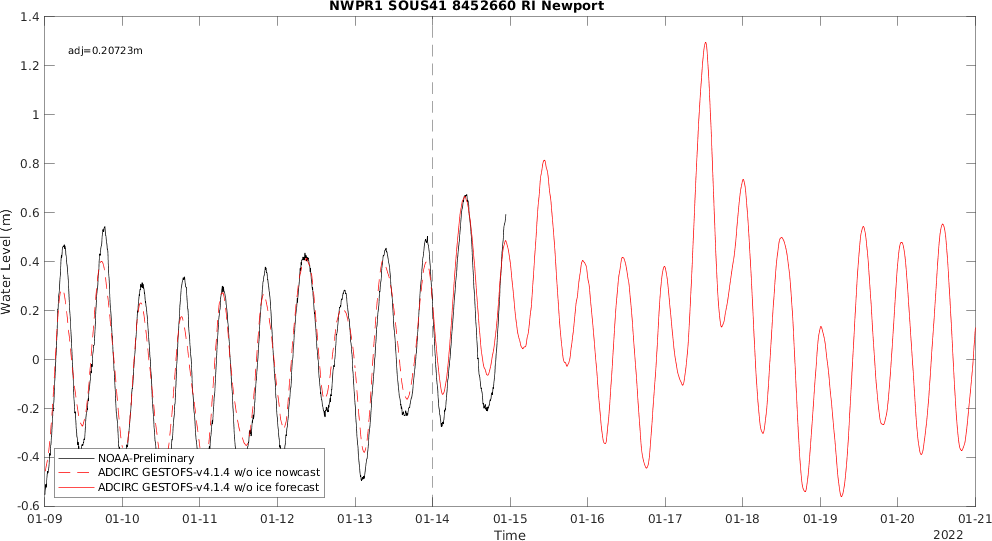 NWPR1 SOUS41 8452660 RI Newport
1.4
adj=0.20723m
1.2
1
0.8
0.6
0.4
0.2
0
-0.2
-0.4
-0.6
Water Level (m)
NOAA-Preliminary
ADCIRC GESTOFS-v4.1.4 w/o ice nowcast
ADCIRC GESTOFS-v4.1.4 w/o ice forecast
01-09 01-10 01-11 01-12 01-13 01-14 01-15 01-16 01-17 01-18 01-19 01-20 01-21
Time
2022